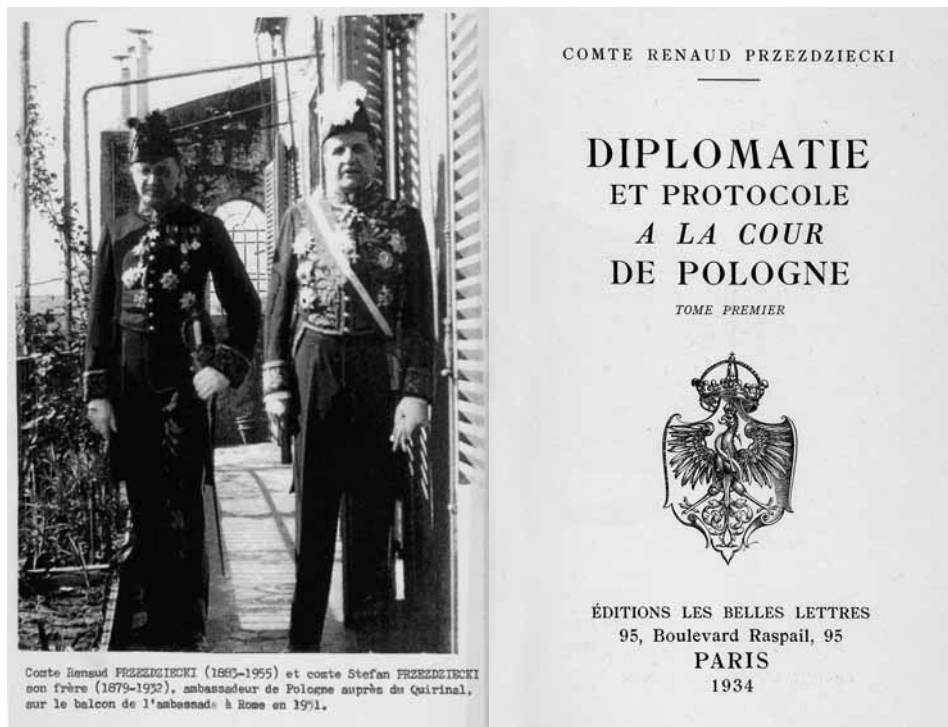 Comte Renaud PRZEZDZIECKI (1883-1955) et comte Stefan PRZEZDZIECKI
son frère (1879-1932), ambassadeur de Pologne auprès du Quirinal,
sur le balcon de l'ambassade à Rome en 1931.
COMTE RENAUD PRZEZDZIECKI
DIPLOMATIE
ET PROTOCOLE
A LA COUR
DE POLOGNE
TOME PREMIER
ÉDITIONS LES BELLES LETTRES
95, Boulevard Raspail, 95
PARIS
1934